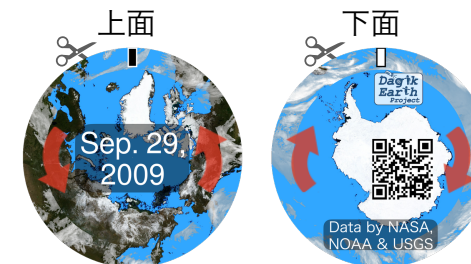 上面
下面
Dagik
Earth
Project
Sep. 29,
2009
Data by NASA,
NOAA & USGS